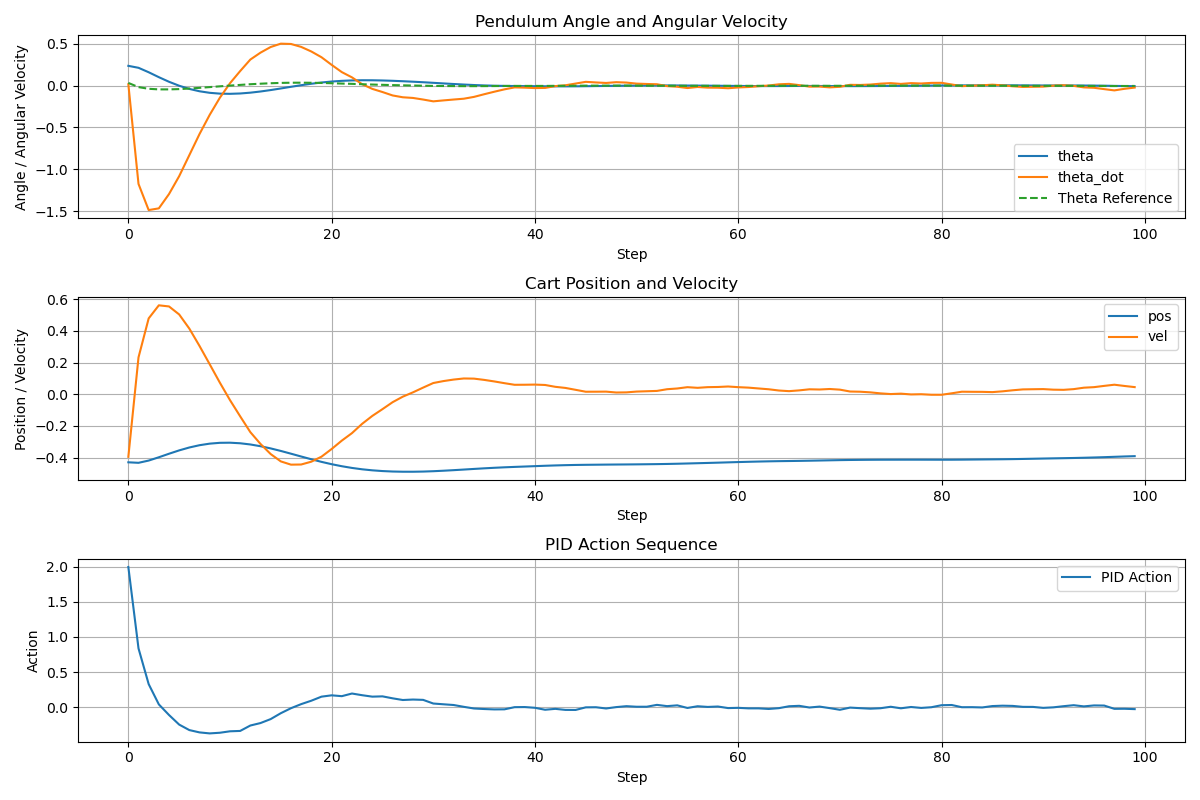 Pendulum Angle and Angular Velocity
Angle / Angular Velocity
0.5
0.0
−0.5
−1.0
−1.5
theta
theta_dot
Theta Reference
0 20 40 60 80 100
Step
Cart Position and Velocity
Position / Velocity
0.6
0.4
0.2
0.0
−0.2
−0.4
pos
vel
0 20 40 60 80 100
Step
PID Action Sequence
Action
2.0
1.5
1.0
0.5
0.0
PID Action
0 20 40 60 80 100
Step